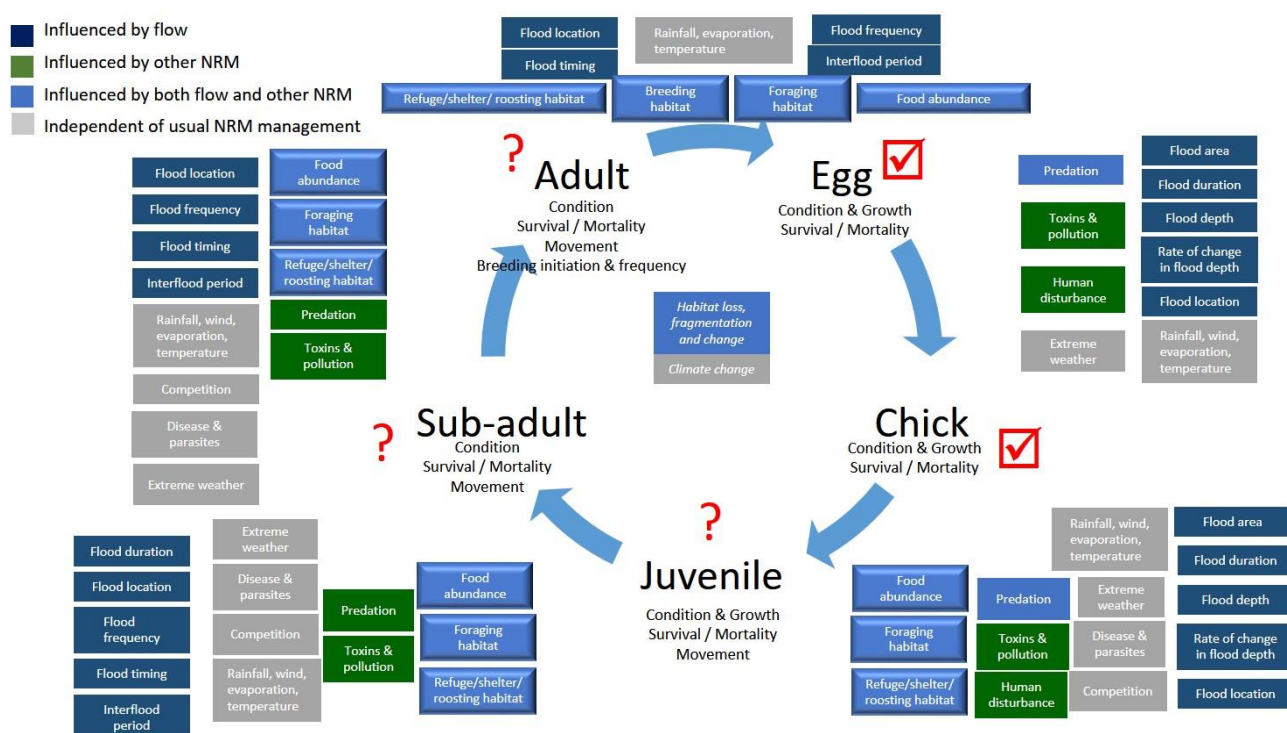 Influenced by flow
Influenced by other NRM
Influenced by both flow and other NRM
Independent of usual NRM management
Flood location
Flood timing
Rainfall, evaporation,
temperature
Flood frequency
Interflood period
Refuge/shelter/ roosting habitat
Breeding
habitat
Foraging
habitat
Food abundance
?
Adult
Condition
Survival / Mortality
Movement
Breeding initiation & frequency
Egg
Condition & Growth
Survival / Mortality
Flood location
Flood frequency
Flood timing
Interflood period
Rainfall, wind,
evaporation,
temperature
Competition
Disease &
parasites
Extreme weather
Food
abundance
Foraging
habitat
Refuge/shelter/
roosting habitat
Predation
Toxins &
pollution
Predation
Toxins &
pollution
Human
disturbance
Extreme
weather
Flood area
Flood duration
Flood depth
Rate of change
in flood depth
Flood location
Rainfall, wind,
evaporation,
temperature
Habitat loss,
fragmentation
and change
Climate change
?
Sub-adult
Condition
Survival / Mortality
Movement
Chick
Condition & Growth
Survival / Mortality
?
Juvenile
Condition & Growth
Survival / Mortality
Movement
Flood duration
Flood location
Flood
frequency
Flood timing
Interflood
period
Extreme
weather
Disease &
parasites
Competition
Rainfall, wind,
evaporation,
temperature
Predation
Toxins &
pollution
Food
abundance
Foraging
habitat
Refuge/shelter/
roosting habitat
Food
abundance
Foraging
habitat
Refuge/shelter/
roosting habitat
Predation
Toxins &
pollution
Human
disturbance
Rainfall, wind,
evaporation,
temperature
Extreme
weather
Disease &
parasites
Competition
Flood area
Flood duration
Flood depth
Rate of change
in flood depth
Flood location